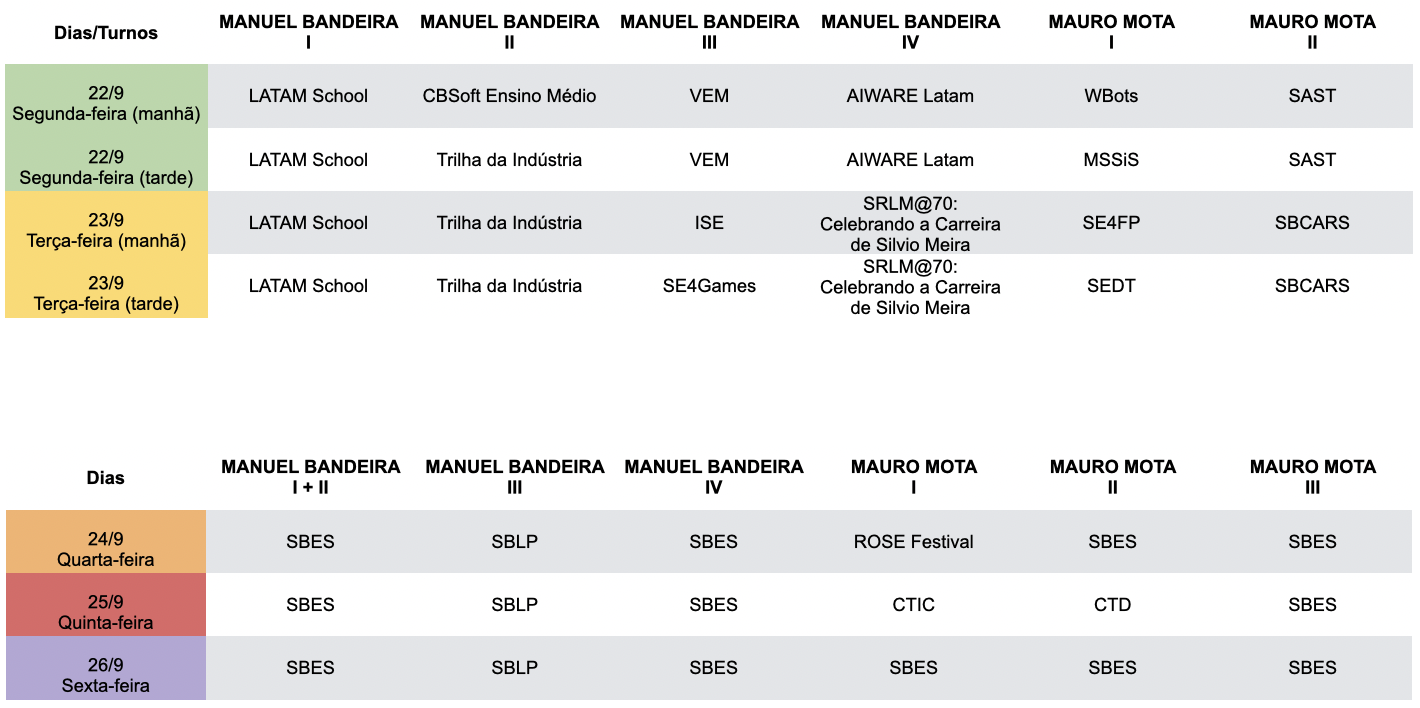 Dias/Turnos
MANUEL BANDEIRA
I
MANUEL BANDEIRA
II
MANUEL BANDEIRA
III
MANUEL BANDEIRA
IV
MAURO MOTA
I
MAURO MOTA
II
22/9
Segunda-feira (manhã)
LATAM School
CBSoft Ensino Médio
VEM
AIWARE Latam
WBots
SAST
22/9
Segunda-feira (tarde)
LATAM School
Trilha da Indústria
VEM
AIWARE Latam
MSSiS
SAST
23/9
Terça-feira (manhã)
LATAM School
Trilha da Indústria
ISE
SRLM@70:
Celebrando a Carreira
de Silvio Meira
SE4FP
SBCARS
23/9
Terça-feira (tarde)
LATAM School
Trilha da Indústria
SE4Games
SRLM@70:
Celebrando a Carreira
de Silvio Meira
SEDT
SBCARS
Dias
MANUEL BANDEIRA
I + II
MANUEL BANDEIRA
III
MANUEL BANDEIRA
IV
MAURO MOTA
I
MAURO MOTA
II
MAURO MOTA
III
24/9
Quarta-feira
SBES
SBLP
SBES
ROSE Festival
SBES
SBES
25/9
Quinta-feira
SBES
SBLP
SBES
CTIC
CTD
SBES
26/9
Sexta-feira
SBES
SBLP
SBES
SBES
SBES
SBES